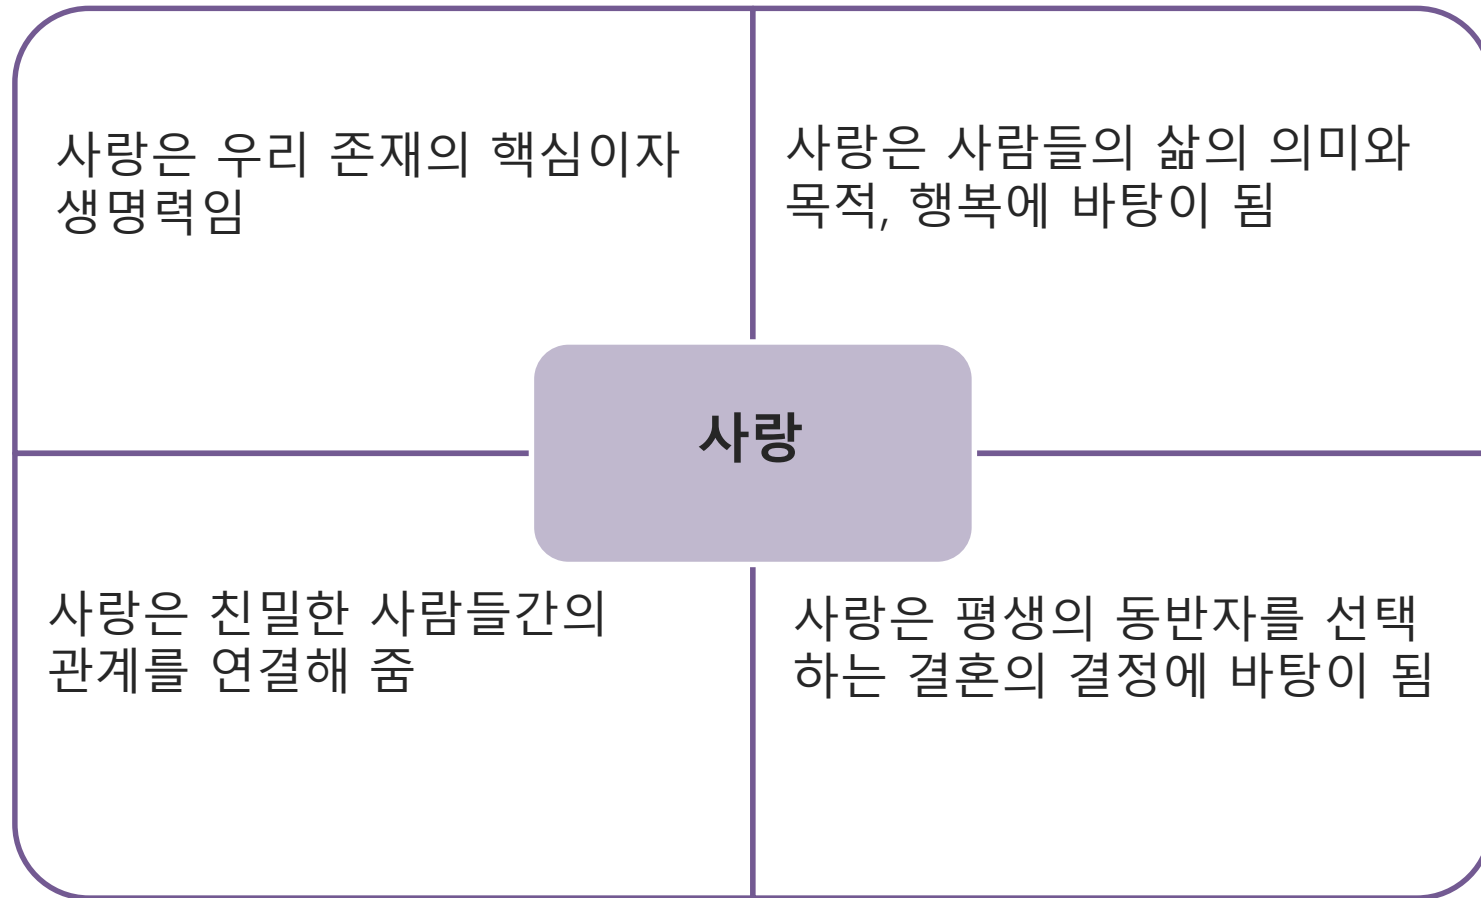 사랑은 우리 존재의 핵심이자
생명력임
사랑은 사람들의 삶의 의미와
목적, 행복에 바탕이 됨
사랑
사랑은 친밀한 사람들간의
관계를 연결해 줌
사랑은 평생의 동반자를 선택
하는 결혼의 결정에 바탕이 됨